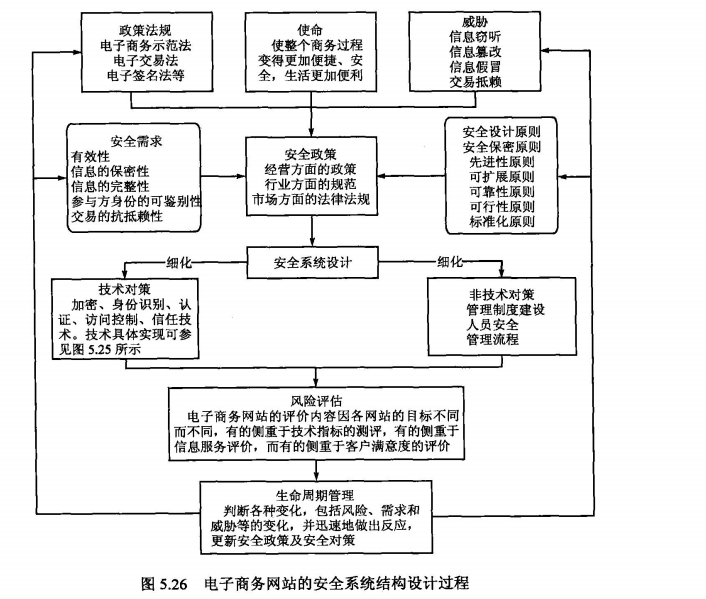 政策法规
电子商务示范法
电子交易法
电子签名法等
使命
使整个商务过程
变得更加便捷、安
全，生活更加便利
威胁
信息窃听
信息篡改
信息假冒
交易抵赖
安全需求
有效性
信息的保密性
信息的完整性
参与方身份的可鉴别性
交易的抗抵赖性
安全政策
经营方面的政策
行业方面的规范
市场方面的法律法规
安全设计原则
安全保密原则
先进性原则
可扩展原则
可靠性原则
可行性原则
标准化原则
细化
安全系统设计
细化
技术对策
加密、身份识别、认
证、访问控制、信任技
术。技术具体实现可参
见图5.25所示
非技术对策
管理制度建设
人员安全
管理流程
风险评估
电子商务网站的评价内容因各网站的目标不同
而不同，有的侧重于技术指标的测评，有的侧重于
信息服务评价，而有的侧重于客户满意度的评价
生命周期管理
判断各种变化，包括风险、需求和
威胁等的变化，并迅速地做出反应，
更新安全政策及安全对策
图 5.26 电子商务网站的安全系统结构设计过程